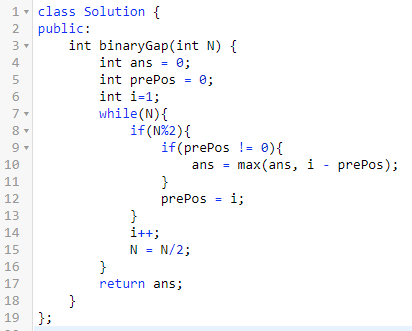 1 class Solution {
2 public:
3     int binaryGap(int N) {
4         int ans = 0;
5         int prePos = 0;
6         int i=1;
7         while(N){
8             if(N%2){
9                 if(prePos != 0){
10                     ans = max(ans, i - prePos);
11                 }
12                 prePos = i;
13             }
14             i++;
15             N = N/2;
16         }
17         return ans;
18     }
19 };